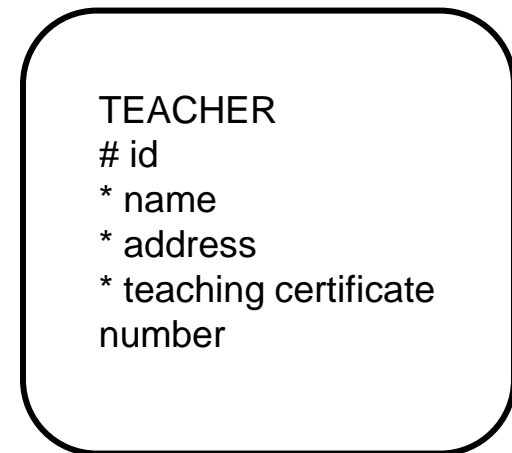 TEACHER
# id
* name
* address
* teaching certificate
number